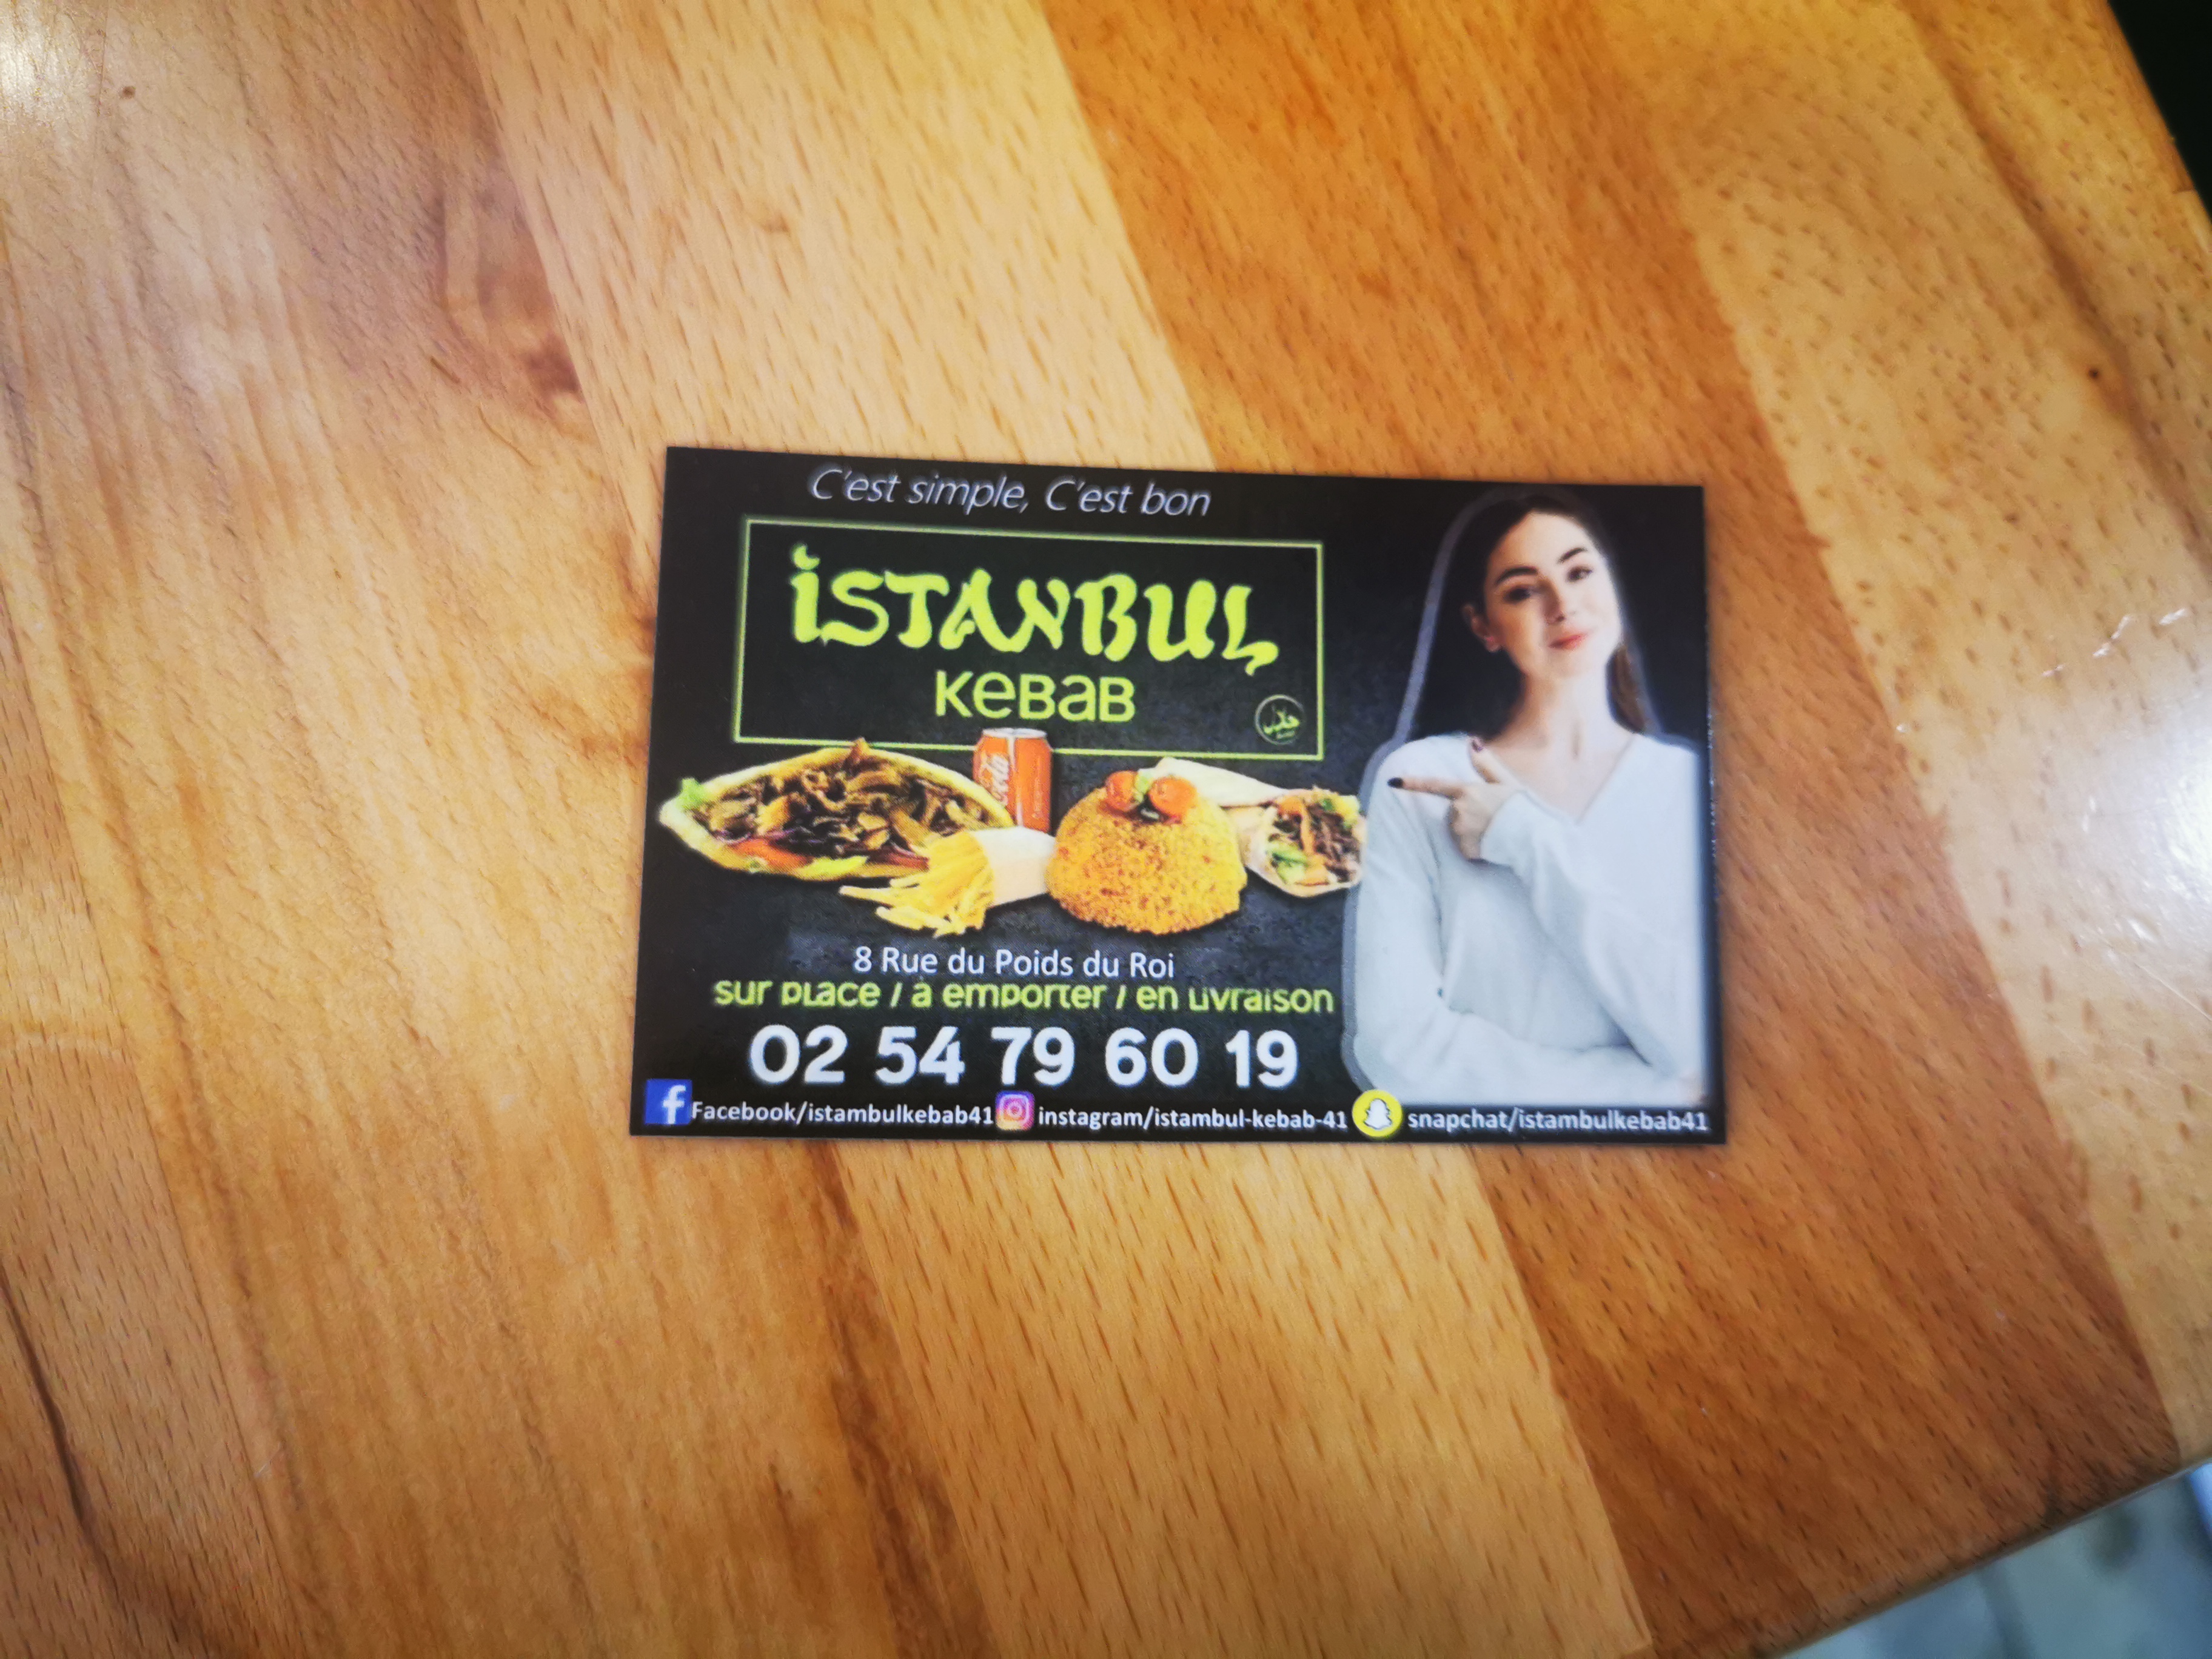 C'est simple, C'est bon
İSTANBUL
KeBaB
حلال
8 Rue du Poids du Roi
sur place / à emporter / en livraison
02 54 79 60 19
Facebook/istambulkebab41 instagram/istambul-kebab-41 snapchat/istambulkebab41